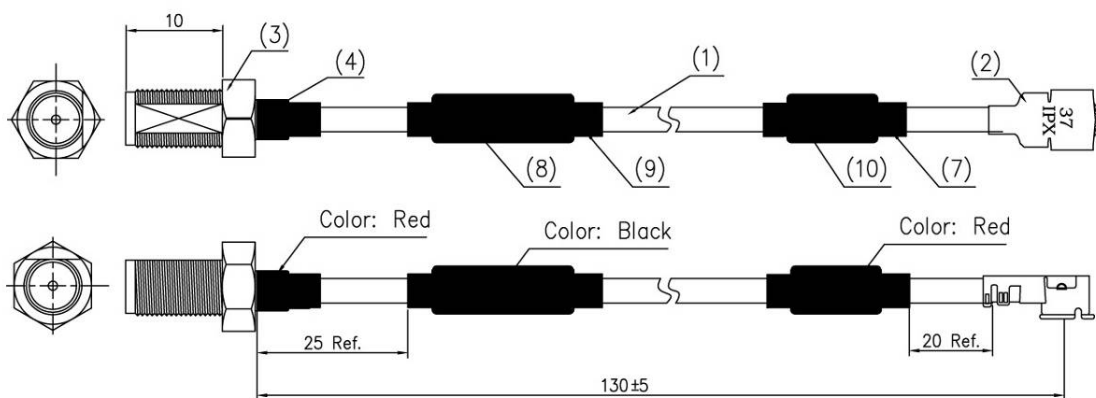 10
(3)
(4)
(1)
(2)
37
IPX
(8)
(9)
(10)
(7)
Color: Red
Color: Black
Color: Red
25 Ref.
20 Ref.
130±5